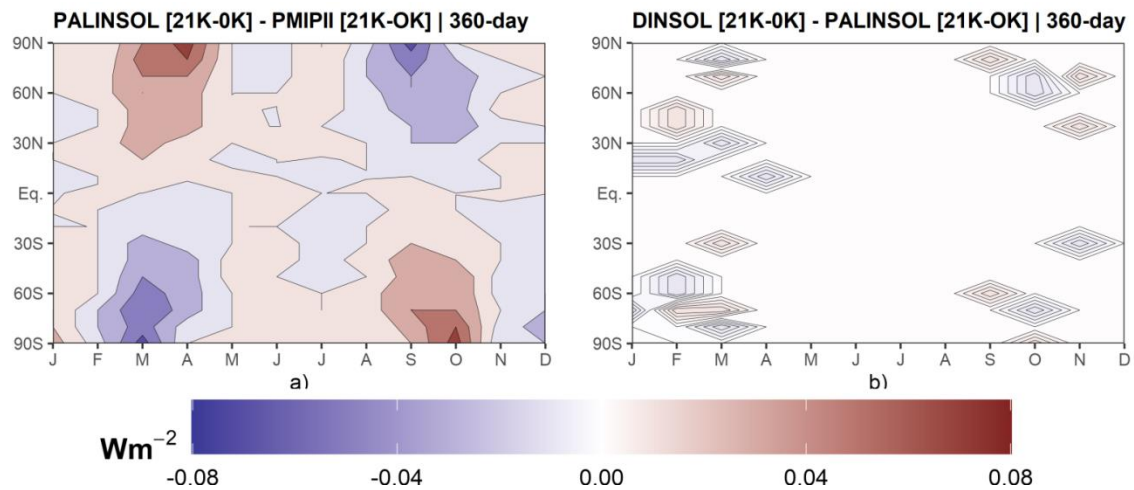 PALINSOL [21K-0K] - PMIPII [21K-OK] | 360-day
90N
60N
30N
Eq.
30S
60S
90S
J F M A M J J A S O N D
a)
DINSOL [21K-0K] - PALINSOL [21K-OK] | 360-day
90N
60N
30N
Eq.
30S
60S
90S
J F M A M J J A S O N D
b)
Wm−2
-0.08 -0.04 0.00 0.04 0.08